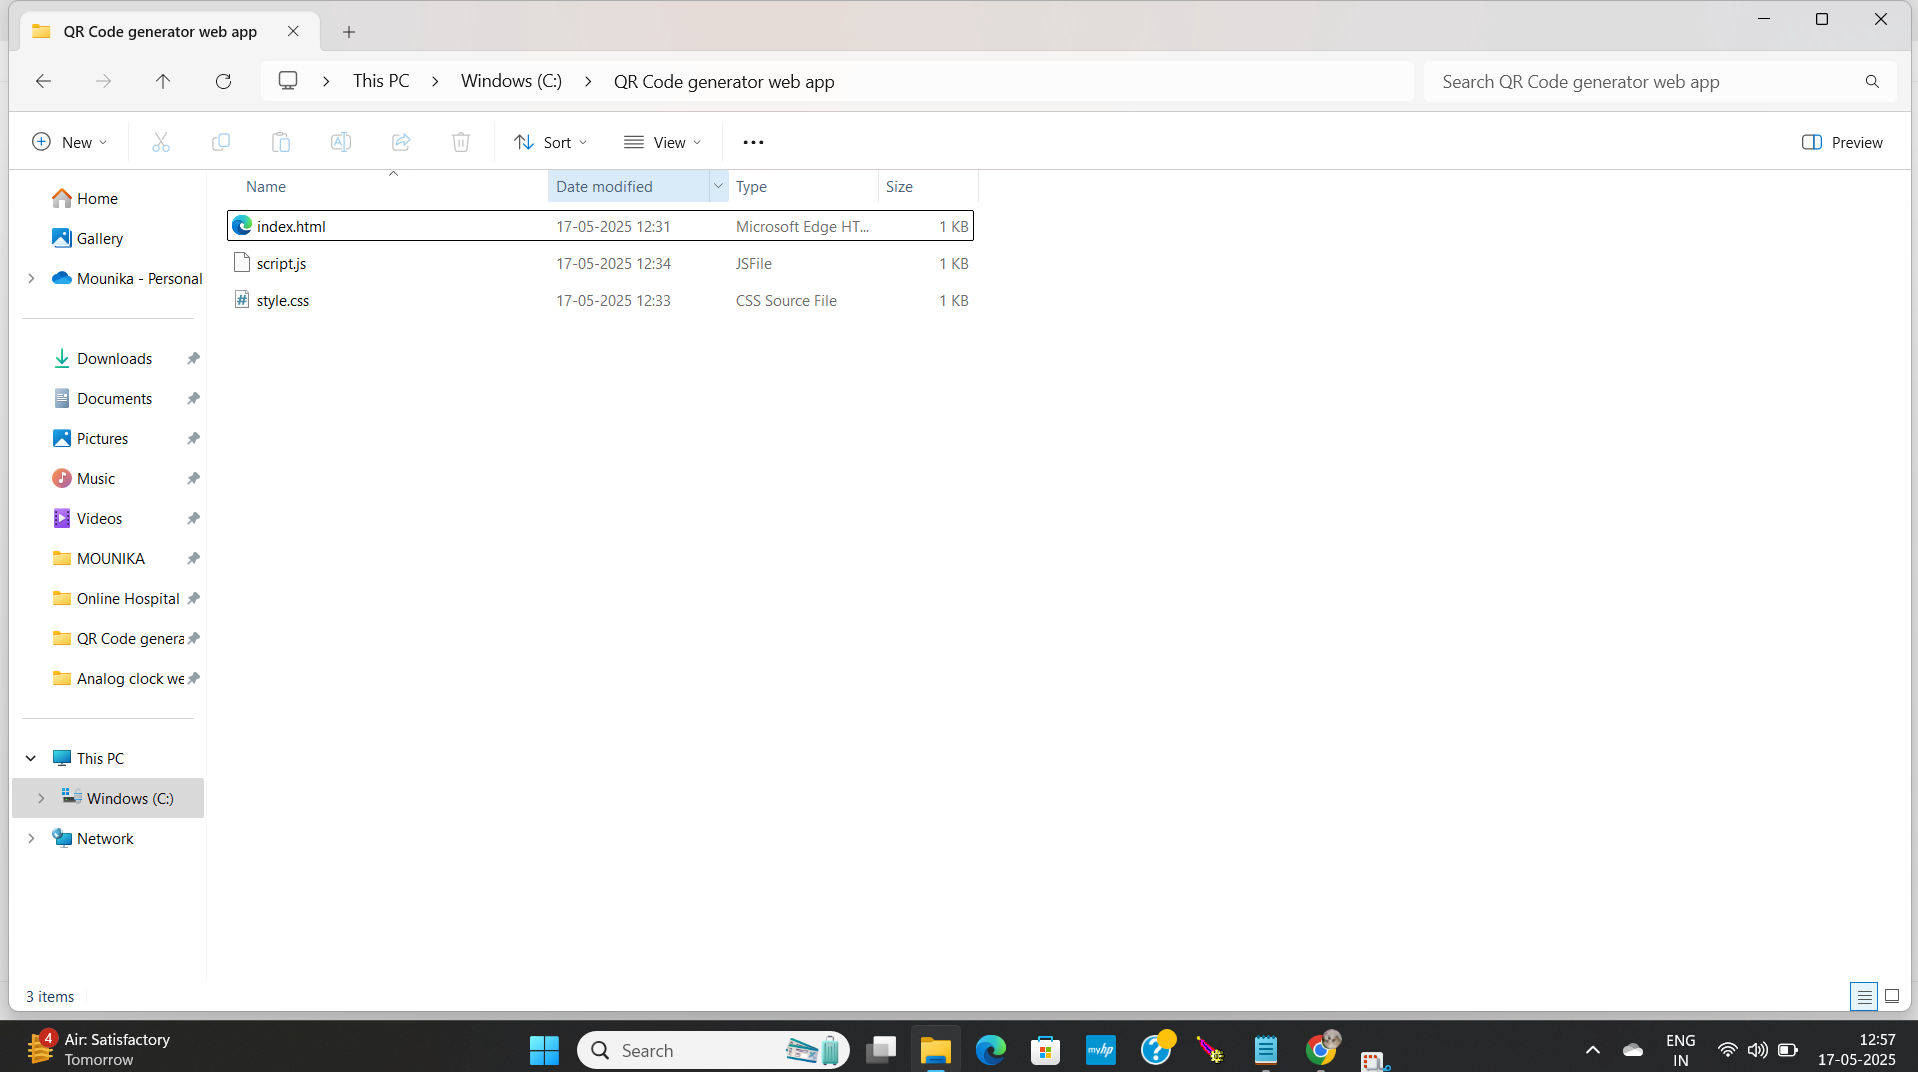 QR Code generator web app
This PC
Windows (C:)
QR Code generator web app
Search QR Code generator web app
New
Sort
View
Preview
Name
Date modified
Type
Size
index.html
17-05-2025 12:31
Microsoft Edge HT...
1 KB
script.js
17-05-2025 12:34
JSFile
1 KB
style.css
17-05-2025 12:33
CSS Source File
1 KB
Home
Gallery
Mounika - Personal
Downloads
Documents
Pictures
Music
Videos
MOUNIKA
Online Hospital
QR Code genera
Analog clock we
This PC
Windows (C:)
Network
3 items
4
Air: Satisfactory
Tomorrow
Search
myhp
ENG
IN
12:57
17-05-2025